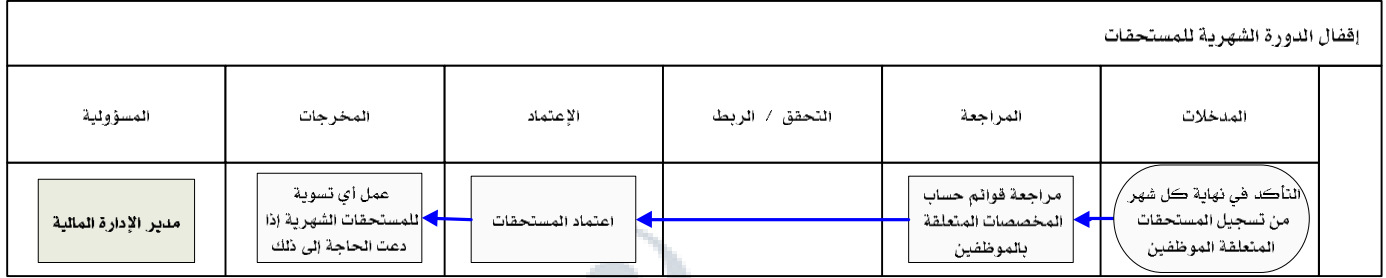 إقفال الدورة الشهرية للمستحقات
المدخلات
المراجعة
التحقق / الربط
الإعتماد
المخرجات
المسؤولية
التأكد في نهاية كل شهر
من تسجيل المستحقات
المتعلقة الموظفين
مراجعة قوائم حساب
المخصصات المتعلقة
بالموظفين
اعتماد المستحقات
عمل أي تسوية
للمستحقات الشهرية إذا
دعت الحاجة إلى ذلك
مدير الإدارة المالية